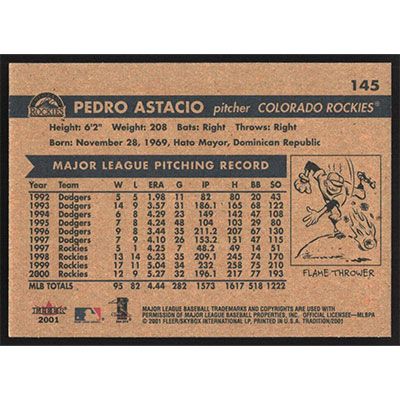 145
ROCKIES
PEDRO ASTACIO pitcher COLORADO ROCKIES®
Height: 6'2" Weight: 208 Bats: Right Throws: Right
Born: November 28, 1969, Hato Mayor, Dominican Republic
MAJOR LEAGUE PITCHING RECORD
Year Team W L ERA G IP H BB SO
1992 Dodgers 5 5 1.98 11 82 80 20 43
1993 Dodgers 14 9 3.57 31 186.1 165 68 122
1994 Dodgers 6 8 4.29 23 149 142 47 108
1995 Dodgers 7 8 4.24 48 104 103 29 80
1996 Dodgers 9 8 3.44 35 211.2 207 67 130
1997 Dodgers 7 9 4.10 26 153.2 151 47 115
1997 Rockies 5 1 4.25 7 48.2 49 14 51
1998 Rockies 13 14 6.23 35 209.1 245 74 170
1999 Rockies 17 11 5.04 34 232 258 75 210
2000 Rockies 12 9 5.27 32 196.1 217 77 193
MLB TOTALS 95 82 4.44 282 1573 1617 518 1222
FLAME THROWER
FLEER
2001
MAJOR LEAGUE BASEBALL TRADEMARKS AND COPYRIGHTS ARE USED WITH
PERMISSION OF MAJOR LEAGUE BASEBALL PROPERTIES, INC. OFFICIAL LICENSEE—MLBPA
© 2001 FLEER/SKYBOX INTERNATIONAL LP, PRINTED IN U.S.A. TRADITION/2001